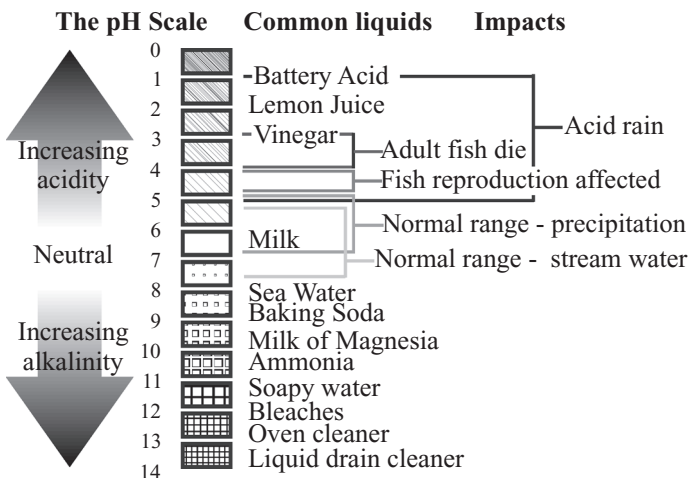 The pH Scale Common liquids Impacts
0
1
Battery Acid
2
Lemon Juice
3
Vinegar
Acid rain
Adult fish die
Increasing
acidity
4
Fish reproduction affected
5
Normal range - precipitation
6
Neutral
Milk
7
Normal range - stream water
8
Sea Water
Baking Soda
9
Increasing
alkalinity
Milk of Magnesia
10
Ammonia
11
Soapy water
12
Bleaches
Oven cleaner
13
Liquid drain cleaner
14